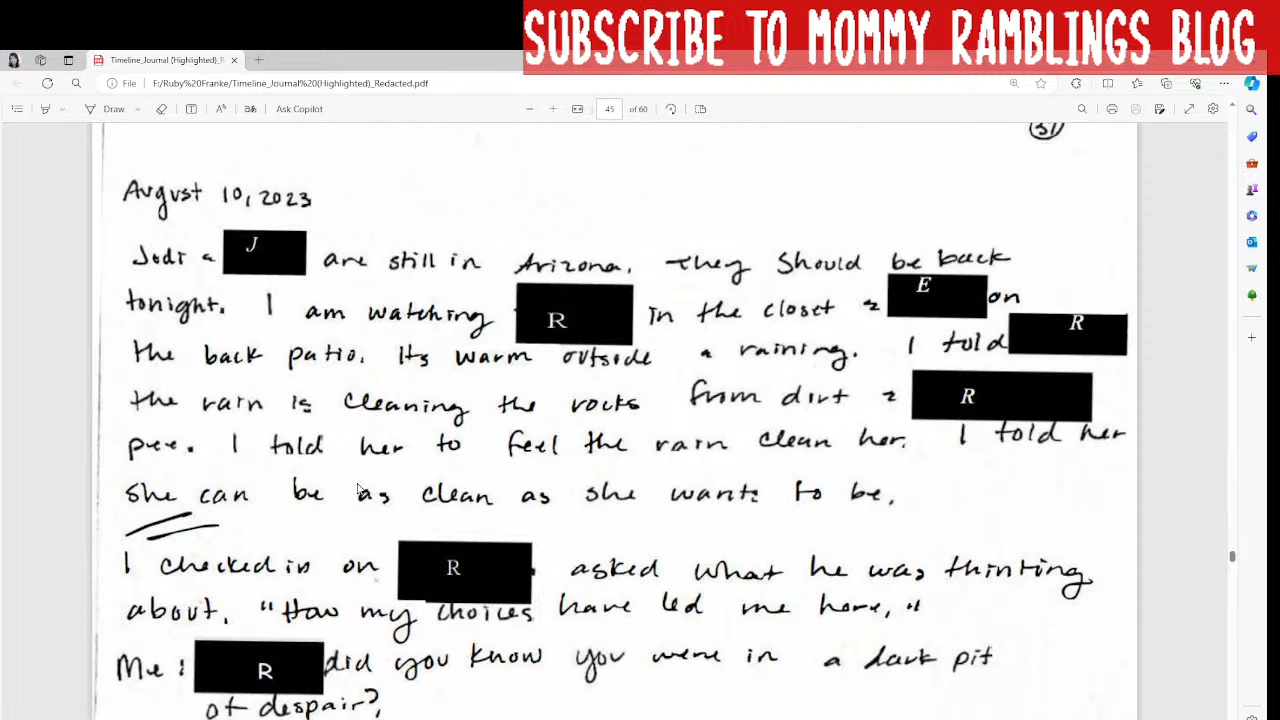 SUBSCRIBE TO MOMMY RAMBLINGS BLOG
Timeline_Journal (Highlighted)_R
File F:/Ruby%20Franke/Timeline_Journal%20(Highlighted)_Redacted.pdf
Draw Ask Copilot 45 of 60
31
August 10, 2023
Jodi & J are still in Arizona. They should be back
tonight. I am watching R in the closet & E on
the back patio. Its warm outside & raining. I told R
the rain is cleaning the rocks from dirt & R
pee. I told her to feel the rain clean her. I told her
she can be as clean as she wants to be.
I checked in on R. asked what he was thinking
about. "How my choices have led me here."
Me: R did you know you were in a dark pit
of despair?